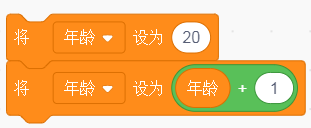 将 年龄 设为 20
将 年龄 设为 年龄 + 1